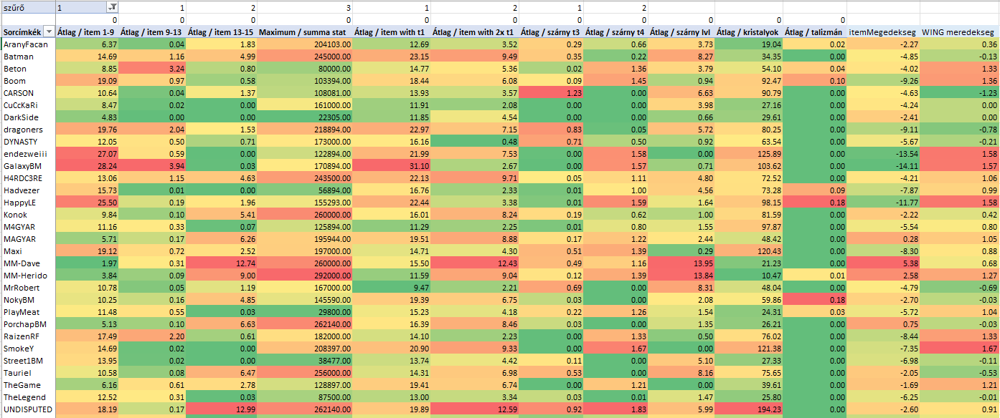 szűrő 1 1 2 3 1 2 1 2
0 0 0 0 0 0 0 0 0 0
Sorcímkék Átlag / item 1-9 Átlag / item 9-13 Átlag / item 13-15 Maximum / summa stat Átlag / item with t1 Átlag / item with 2x t1 Átlag / szárny t3 Átlag / szárny t4 Átlag / szárny lvl Átlag / kristalyok Átlag / talizmán itemMegedekseg WING meredekseg
AranyFacan 6.37 0.04 1.83 204103.00 12.69 3.52 0.29 0.66 3.73 19.04 0.02 -2.27 0.36
Batman 14.69 1.16 4.99 245000.00 23.15 9.49 0.35 0.22 8.27 34.35 0.00 -4.85 -0.13
Beton 8.85 3.24 0.80 80000.00 14.77 5.36 0.02 1.36 3.79 54.10 0.04 -4.02 1.33
Boom 19.09 0.97 0.58 103394.00 18.44 6.08 0.09 1.45 0.94 92.47 0.10 -9.26 1.36
CARSON 10.64 0.04 1.37 108081.00 13.93 3.57 1.23 0.00 6.63 90.79 0.00 -4.63 -1.23
CuCcKaRi 8.47 0.02 0.00 161000.00 11.91 2.08 0.00 0.00 3.98 27.16 0.00 -4.24 0.00
DarkSide 4.83 0.00 0.00 22305.00 11.85 4.54 0.00 0.00 0.66 29.61 0.00 -2.41 0.00
dragoners 19.76 2.04 1.53 218894.00 22.97 7.15 0.83 0.05 5.72 80.25 0.00 -9.11 -0.78
DYNASTY 12.05 0.50 0.71 173000.00 16.16 0.48 0.71 0.50 0.92 63.54 0.00 -5.67 -0.21
endezweiii 27.07 0.59 0.00 122894.00 21.99 7.53 0.00 1.58 0.00 125.89 0.00 -13.54 1.58
GalaxyBM 28.24 3.94 0.03 170894.00 31.10 2.67 0.00 1.57 0.71 103.62 0.00 -14.11 1.57
H4RDC3RE 13.06 1.15 4.63 243500.00 22.13 9.71 0.05 1.11 4.80 72.52 0.00 -4.21 1.06
Hadvezer 15.73 0.01 0.00 56894.00 16.76 2.33 0.01 1.00 4.56 73.28 0.09 -7.87 0.99
HappyLE 25.50 0.19 1.96 155293.00 22.44 3.38 0.01 1.59 1.64 98.15 0.18 -11.77 1.58
Konok 9.84 0.10 5.41 260000.00 16.01 8.24 0.19 0.62 1.00 81.59 0.00 -2.22 0.42
M4GYAR 11.16 0.33 0.07 125894.00 11.29 2.25 0.01 0.80 1.55 97.87 0.00 -5.54 0.80
MAGYAR 5.71 0.17 6.26 195944.00 19.51 8.88 0.17 1.22 2.44 48.42 0.00 0.28 1.05
Maxi 19.12 0.72 2.52 197000.00 14.71 4.30 0.51 1.39 0.29 120.43 0.00 -8.30 0.88
MM-Dave 1.97 0.31 12.74 260000.00 15.50 12.43 0.49 1.16 13.95 21.23 0.00 5.38 0.68
MM-Herido 3.84 0.09 9.00 292000.00 11.59 9.04 0.12 1.39 13.84 10.47 0.01 2.58 1.27
MrRobert 10.78 0.05 1.19 167000.00 9.47 2.21 0.69 0.00 8.31 48.04 0.00 -4.79 -0.69
NokyBM 10.25 0.16 4.85 145590.00 19.39 6.75 0.03 0.00 2.08 59.86 0.18 -2.70 -0.03
PlayMeat 11.48 0.55 0.03 29800.00 15.23 4.18 0.22 1.26 1.54 24.31 0.03 -5.72 1.04
PorchapBM 5.13 0.10 6.63 262140.00 16.39 8.46 0.03 0.00 1.35 26.21 0.00 0.75 -0.03
RaizenRF 17.49 2.20 0.61 182000.00 14.10 2.23 0.00 1.33 0.50 76.02 0.00 -8.44 1.33
SmokeY 14.69 0.02 0.00 208397.00 20.90 9.33 0.00 1.67 0.00 121.38 0.00 -7.35 1.67
Street1BM 13.95 0.02 0.00 38477.00 13.74 4.42 0.11 0.00 5.10 27.33 0.00 -6.98 -0.11
Tauriel 10.58 0.08 6.47 256000.00 14.31 6.98 0.53 0.00 8.16 75.65 0.00 -2.05 -0.53
TheGame 6.16 0.61 2.78 128897.00 19.41 6.74 0.00 1.21 0.00 39.61 0.00 -1.69 1.21
TheLegend 12.52 0.31 0.03 87500.00 13.00 3.34 0.03 0.01 1.47 25.80 0.00 -6.25 -0.01
UNDISPUTED 18.19 0.17 12.99 262140.00 19.89 12.59 0.92 1.83 5.99 194.23 0.00 -2.60 0.91